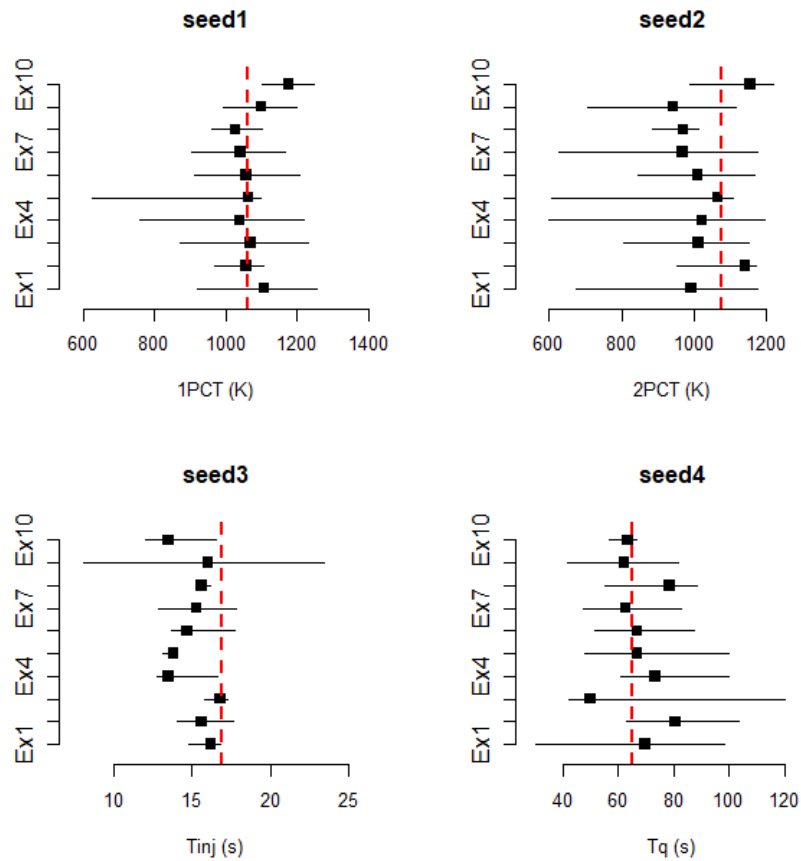 seed1
Ex1 Ex4 Ex7 Ex10
600 800 1000 1200 1400
1PCT (K)
seed2
Ex1 Ex4 Ex7 Ex10
600 800 1000 1200
2PCT (K)
seed3
Ex1 Ex4 Ex7 Ex10
10 15 20 25
Tinj (s)
seed4
Ex1 Ex4 Ex7 Ex10
40 60 80 100 120
Tq (s)